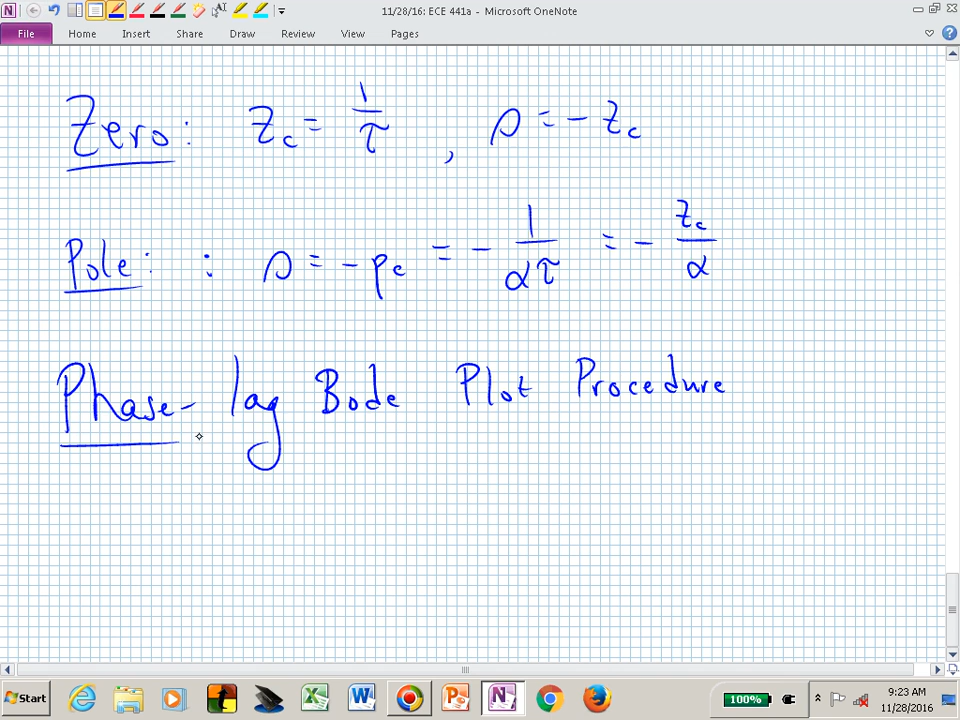 11/28/16: ECE 441a - Microsoft OneNote
File Home Insert Share Draw Review View Pages
Zero: Z_c = 1/τ , s = -Z_c
Pole: : s = -p_c = - 1/ατ = - Z_c/α
Phase-lag Bode Plot Procedure
Start 100% 9:23 AM
11/28/2016